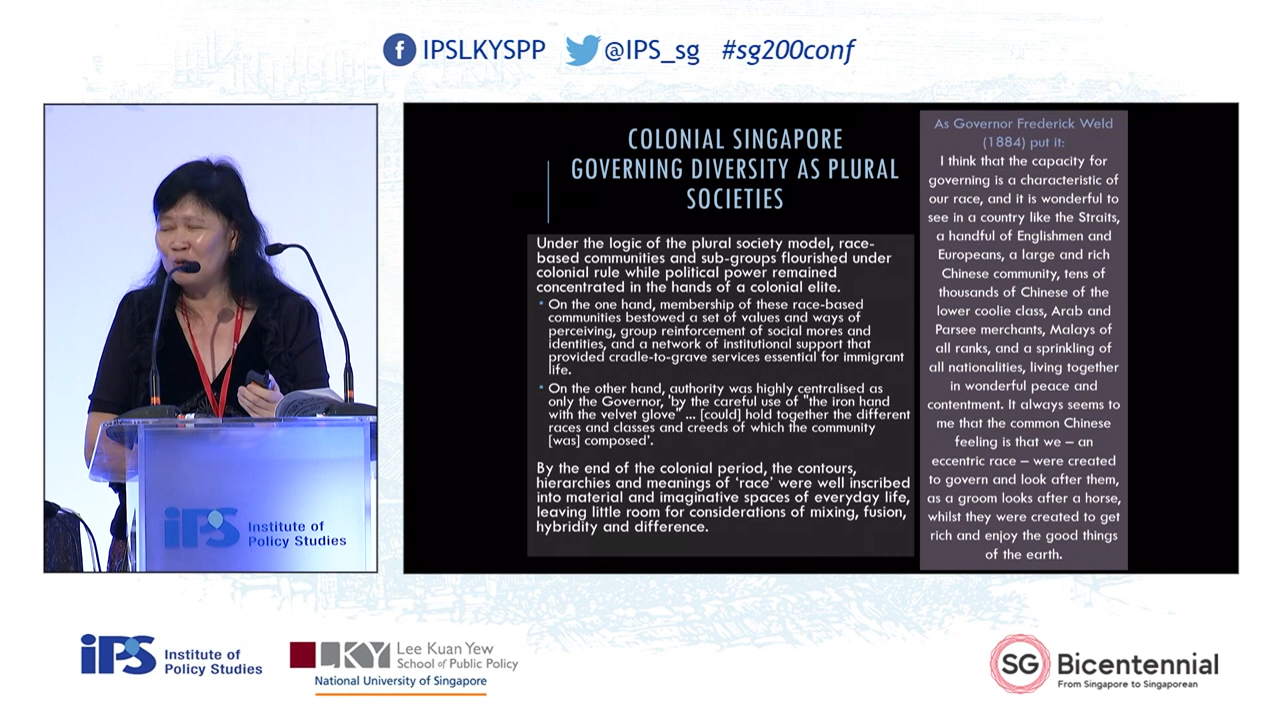 IPSLKYSPP @IPS_sg #sg200conf
COLONIAL SINGAPORE
GOVERNING DIVERSITY AS PLURAL
SOCIETIES
Under the logic of the plural society model, race-
based communities and sub-groups flourished under
colonial rule while political power remained
concentrated in the hands of a colonial elite.
On the one hand, membership of these race-based
communities bestowed a set of values and ways of
perceiving, group reinforcement of social mores and
identities, and a network of institutional support that
provided cradle-to-grave services essential for immigrant
life.
On the other hand, authority was highly centralised as
only the Governor, 'by the careful use of "the iron hand
with the velvet glove" ... [could] hold together the different
races and classes and creeds of which the community
[was] composed'.
By the end of the colonial period, the contours,
hierarchies and meanings of 'race' were well inscribed
into material and imaginative spaces of everyday life,
leaving little room for considerations of mixing, fusion,
hybridity and difference.
As Governor Frederick Weld
(1884) put it:
I think that the capacity for
governing is a characteristic of
our race, and it is wonderful to
see in a country like the Straits,
a handful of Englishmen and
Europeans, a large and rich
Chinese community, tens of
thousands of Chinese of the
lower coolie class, Arab and
Parsee merchants, Malays of
all ranks, and a sprinkling of
all nationalities, living together
in wonderful peace and
contentment. It always seems to
me that the common Chinese
feeling is that we – an
eccentric race – were created
to govern and look after them,
as a groom looks after a horse,
whilst they were created to get
rich and enjoy the good things
of the earth.
iPS Institute of
Policy Studies
iPS Institute of
Policy Studies
LKY Lee Kuan Yew
School of Public Policy
National University of Singapore
SG Bicentennial
From Singapore to Singaporean